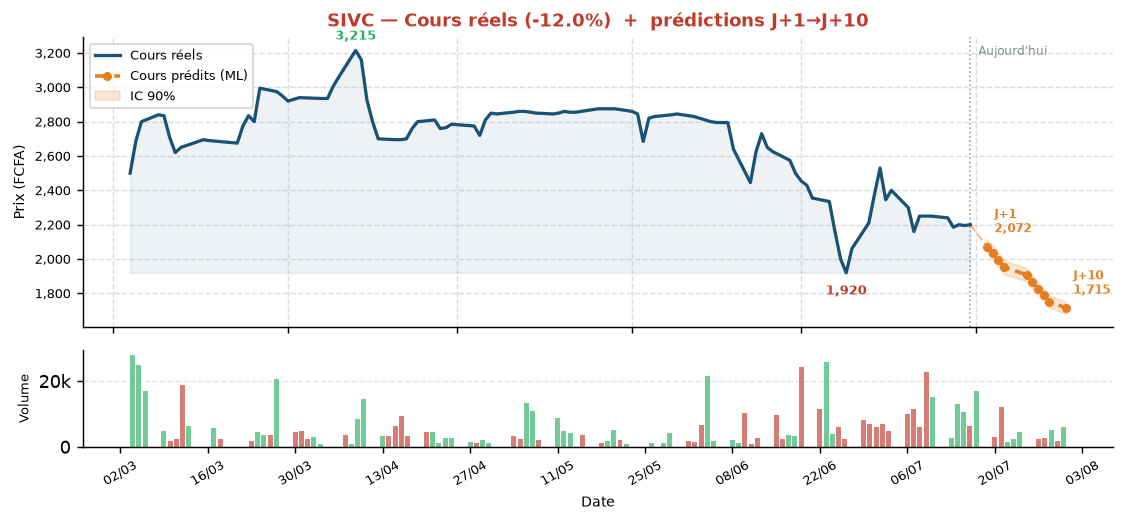 SIVC — Cours réels (-12.0%)  +  prédictions J+1→J+10
3,215
Cours réels
Cours prédits (ML)
IC 90%
Aujourd'hui
3,200
3,000
2,800
2,600
2,400
2,200
2,000
1,800
Prix (FCFA)
J+1
2,072
J+10
1,715
1,920
20k
0
Volume
02/03
16/03
30/03
13/04
27/04
11/05
25/05
08/06
22/06
06/07
20/07
03/08
Date